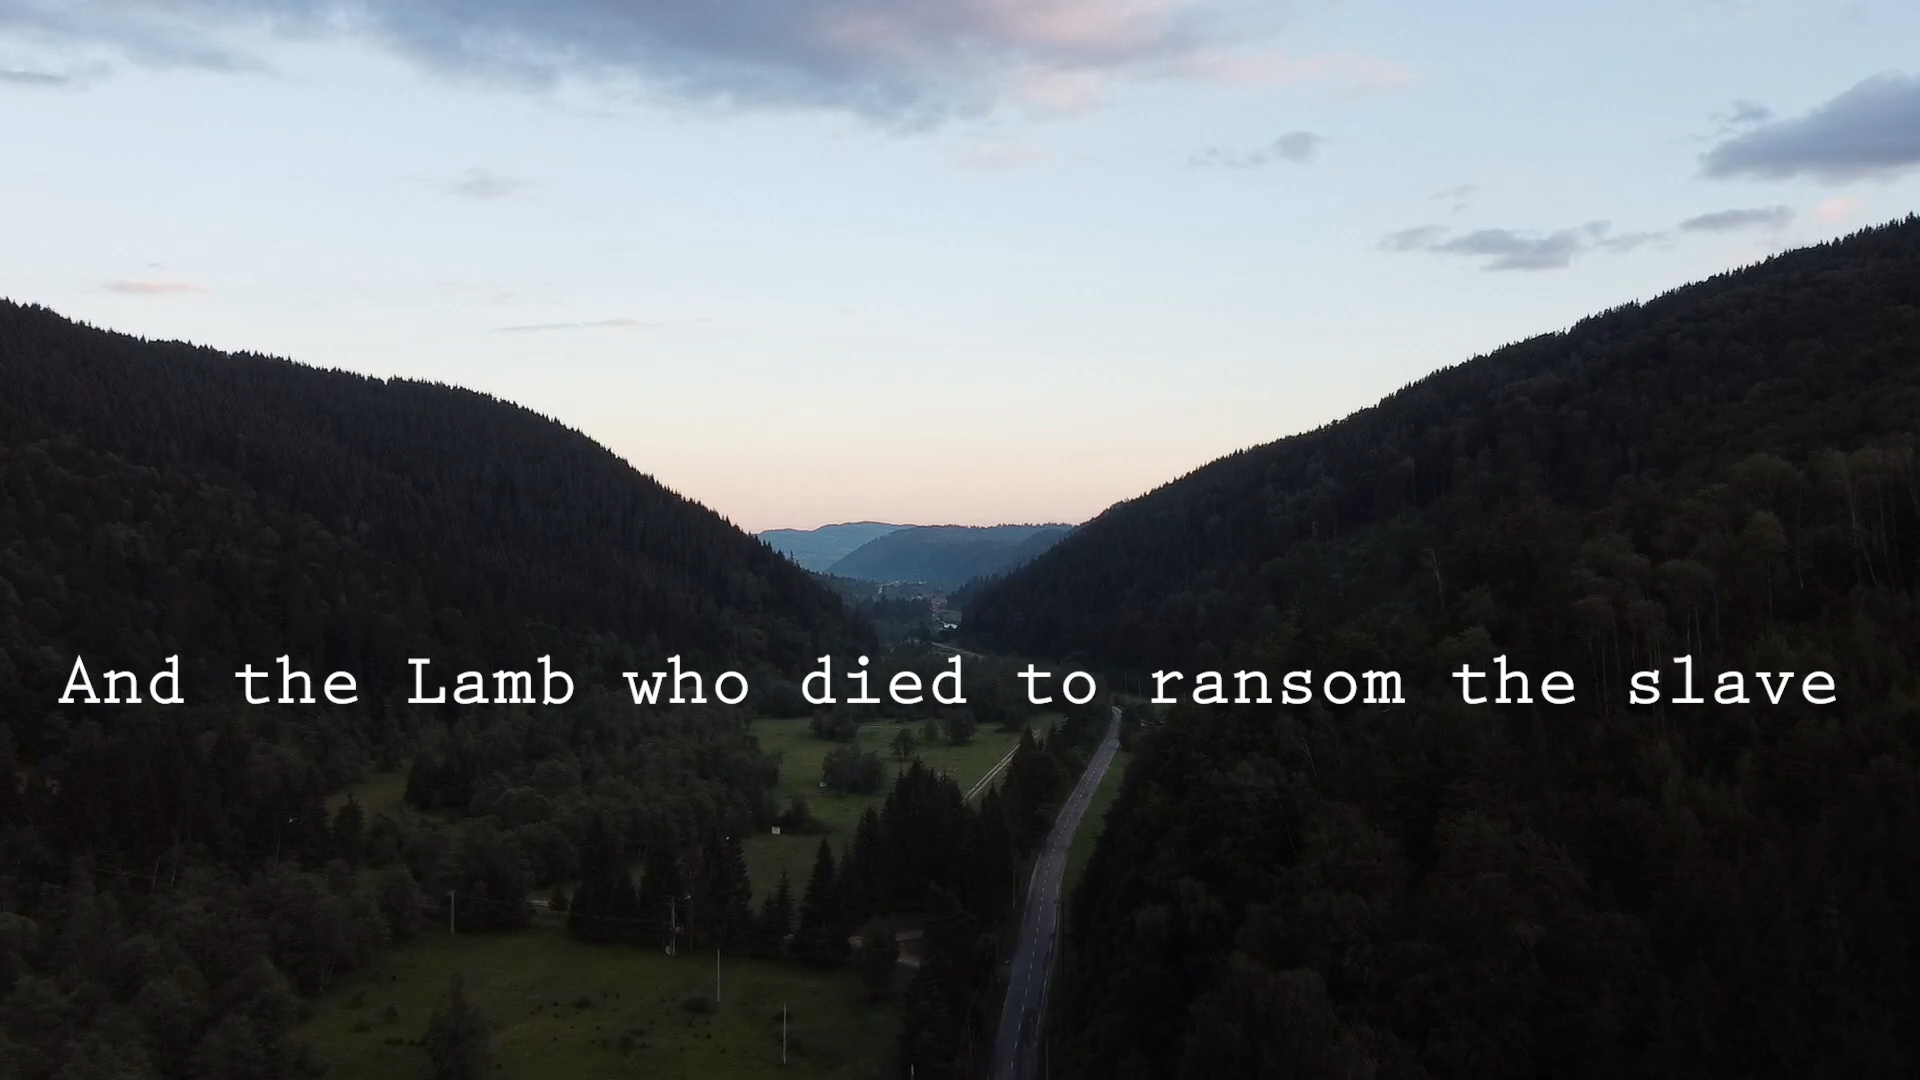 And the Lamb who died to ransom the slave